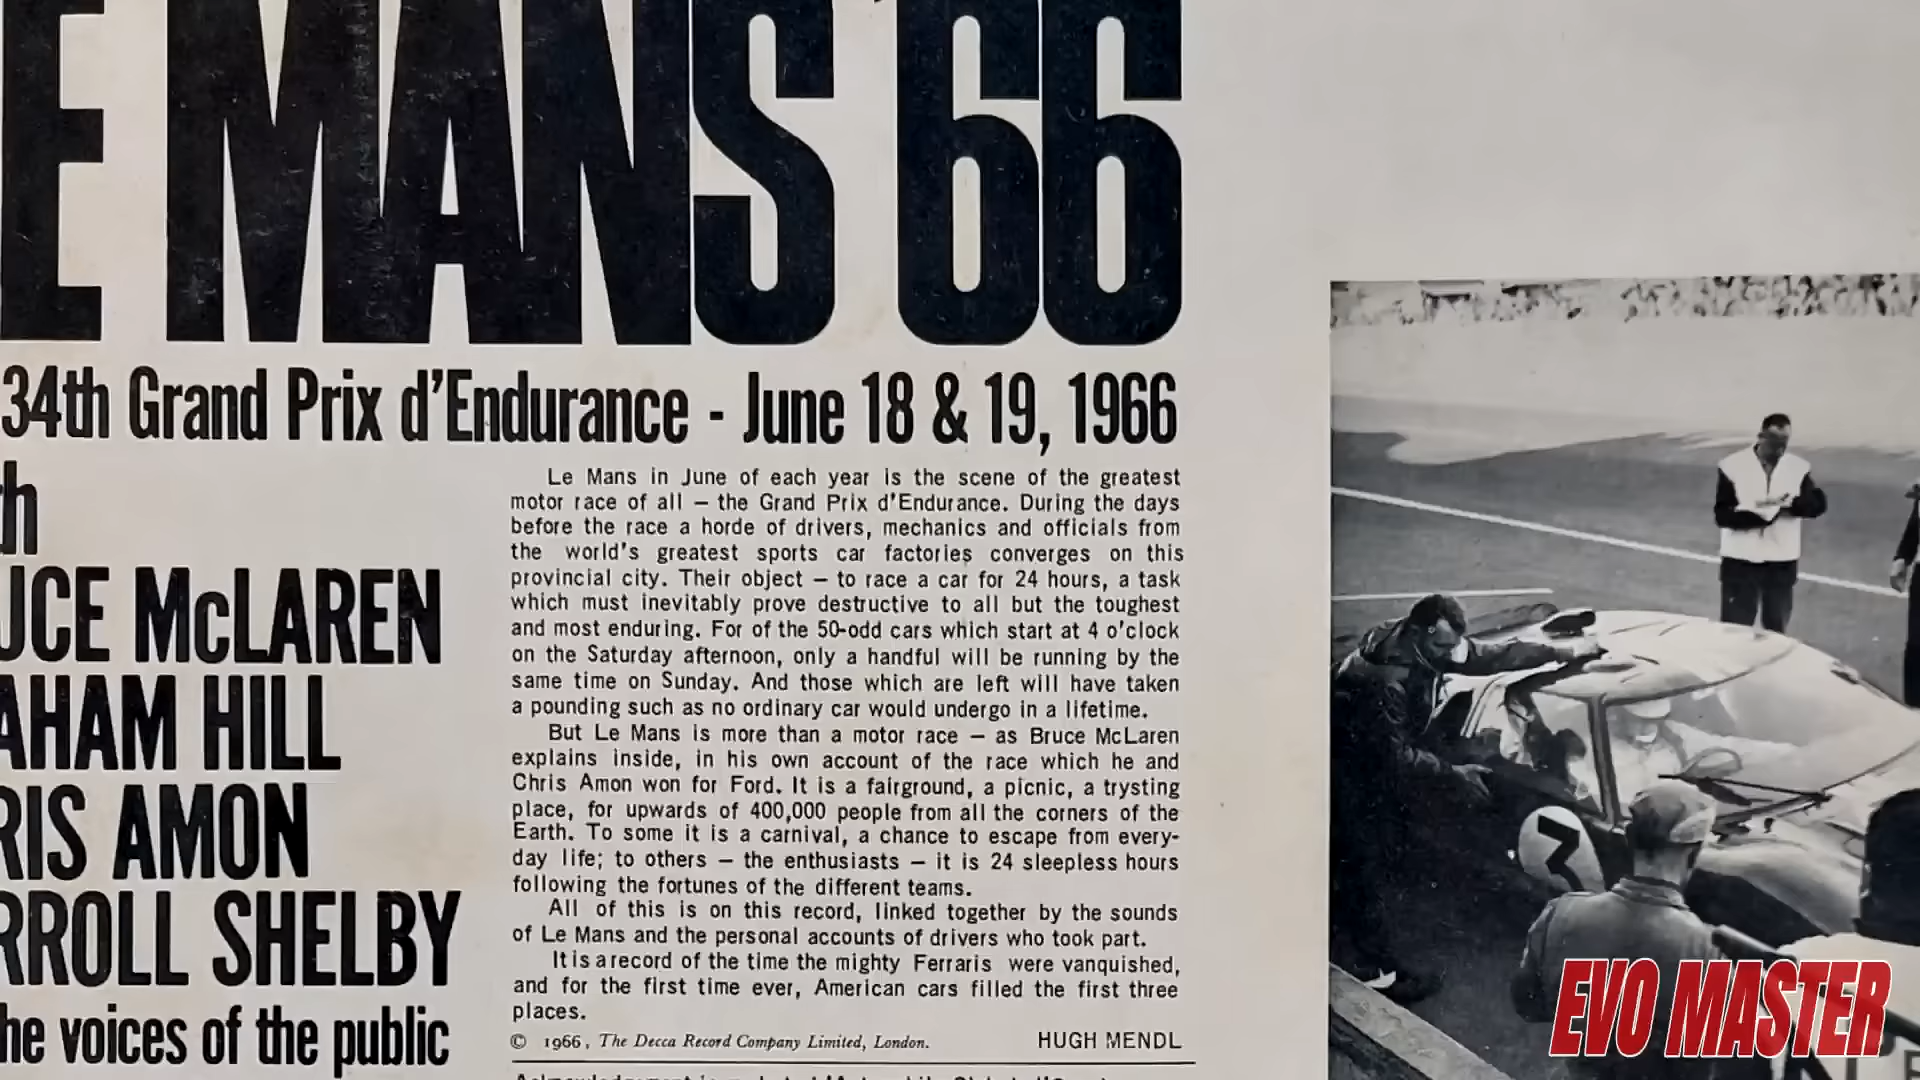 E MANS '66
34th Grand Prix d'Endurance - June 18 & 19, 1966
th
UCE McLAREN
AHAM HILL
RIS AMON
RROLL SHELBY
he voices of the public
Le Mans in June of each year is the scene of the greatest
motor race of all – the Grand Prix d'Endurance. During the days
before the race a horde of drivers, mechanics and officials from
the world's greatest sports car factories converges on this
provincial city. Their object – to race a car for 24 hours, a task
which must inevitably prove destructive to all but the toughest
and most enduring. For of the 50-odd cars which start at 4 o'clock
on the Saturday afternoon, only a handful will be running by the
same time on Sunday. And those which are left will have taken
a pounding such as no ordinary car would undergo in a lifetime.
But Le Mans is more than a motor race – as Bruce McLaren
explains inside, in his own account of the race which he and
Chris Amon won for Ford. It is a fairground, a picnic, a trysting
place, for upwards of 400,000 people from all the corners of the
Earth. To some it is a carnival, a chance to escape from every-
day life; to others – the enthusiasts – it is 24 sleepless hours
following the fortunes of the different teams.
All of this is on this record, linked together by the sounds
of Le Mans and the personal accounts of drivers who took part.
It is a record of the time the mighty Ferraris were vanquished,
and for the first time ever, American cars filled the first three
places.
© 1966, The Decca Record Company Limited, London. HUGH MENDL
7
EVO MASTER